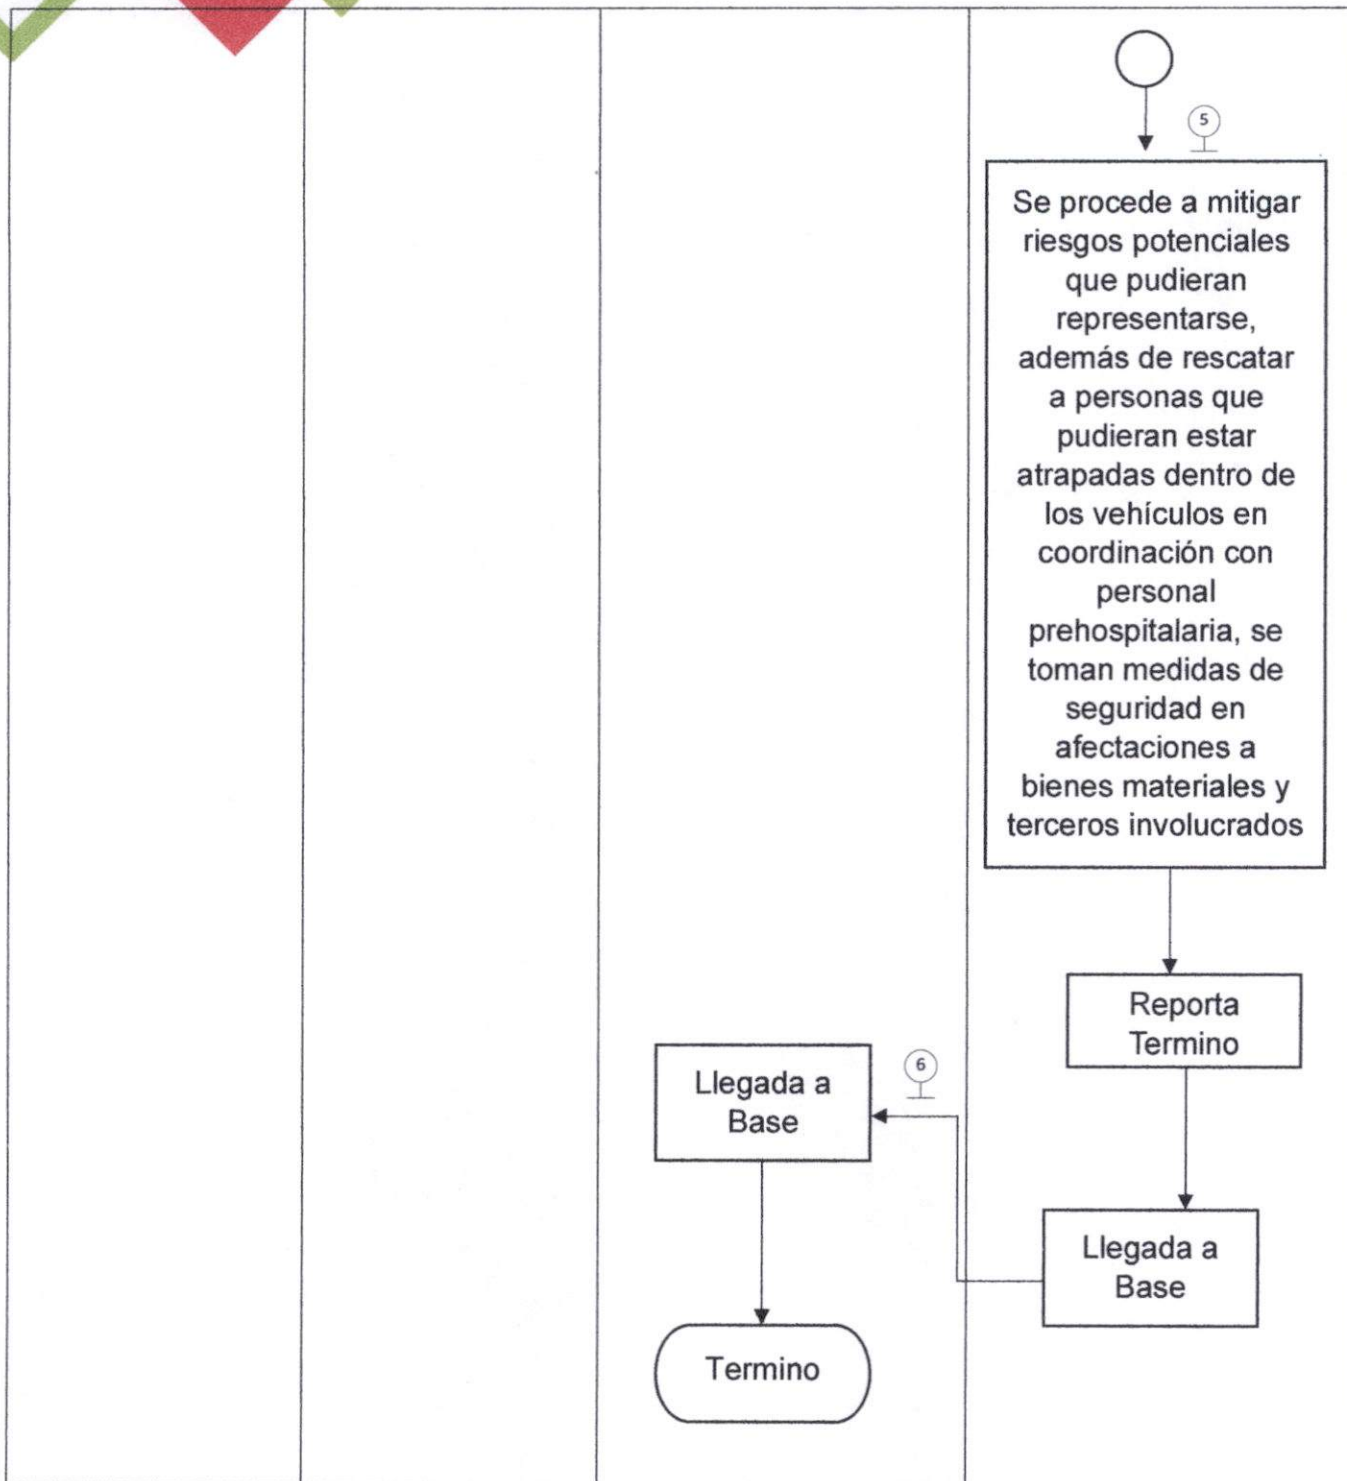 5
Se procede a mitigar
riesgos potenciales
que pudieran
representarse,
además de rescatar
a personas que
pudieran estar
atrapadas dentro de
los vehículos en
coordinación con
personal
prehospitalaria, se
toman medidas de
seguridad en
afectaciones a
bienes materiales y
terceros involucrados
Reporta
Termino
6
Llegada a
Base
Llegada a
Base
Termino